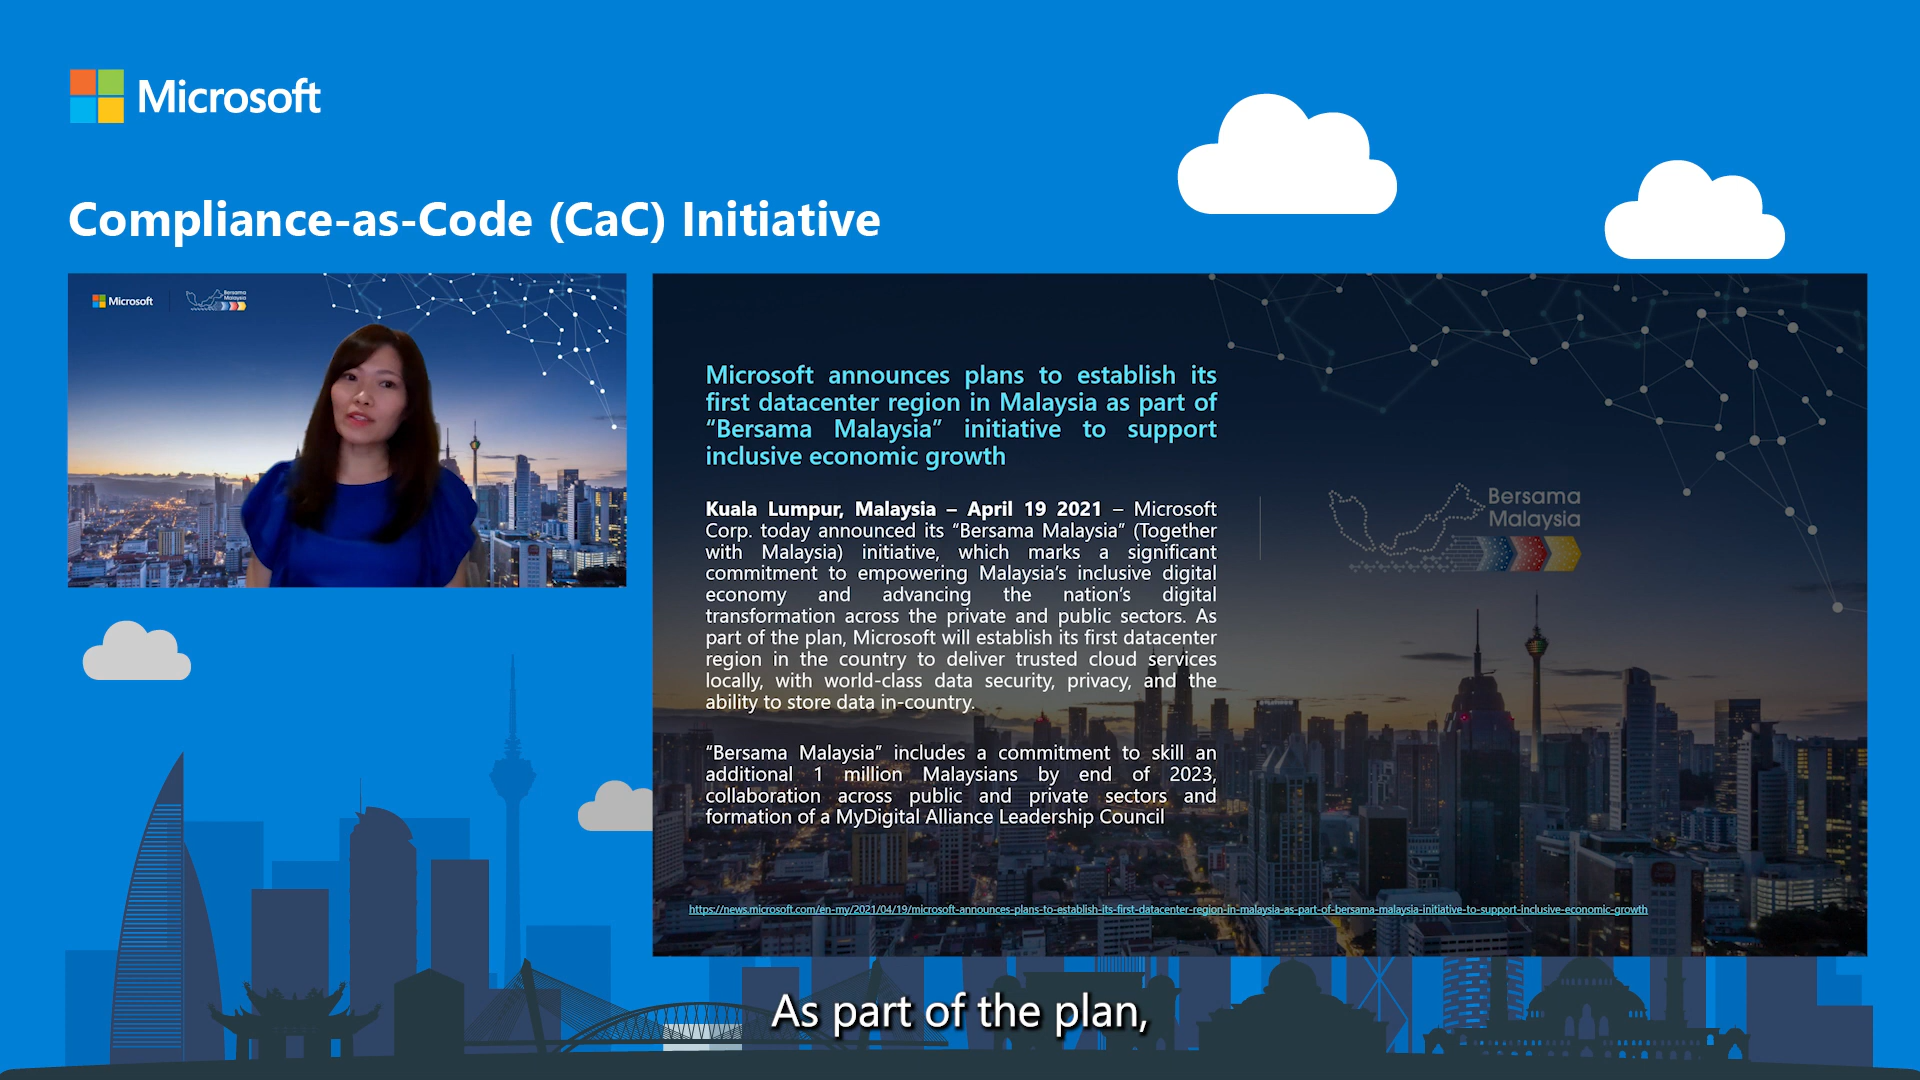 Microsoft
Compliance-as-Code (CaC) Initiative
Microsoft
Bersama
Malaysia
Microsoft announces plans to establish its
first datacenter region in Malaysia as part of
“Bersama Malaysia” initiative to support
inclusive economic growth
Kuala Lumpur, Malaysia – April 19 2021 – Microsoft
Corp. today announced its “Bersama Malaysia” (Together
with Malaysia) initiative, which marks a significant
commitment to empowering Malaysia’s inclusive digital
economy and advancing the nation’s digital
transformation across the private and public sectors. As
part of the plan, Microsoft will establish its first datacenter
region in the country to deliver trusted cloud services
locally, with world-class data security, privacy, and the
ability to store data in-country.
“Bersama Malaysia” includes a commitment to skill an
additional 1 million Malaysians by end of 2023,
collaboration across public and private sectors and
formation of a MyDigital Alliance Leadership Council
Bersama
Malaysia
https://news.microsoft.com/en-my/2021/04/19/microsoft-announces-plans-to-establish-its-first-datacenter-region-in-malaysia-as-part-of-bersama-malaysia-initiative-to-support-inclusive-economic-growth
As part of the plan,